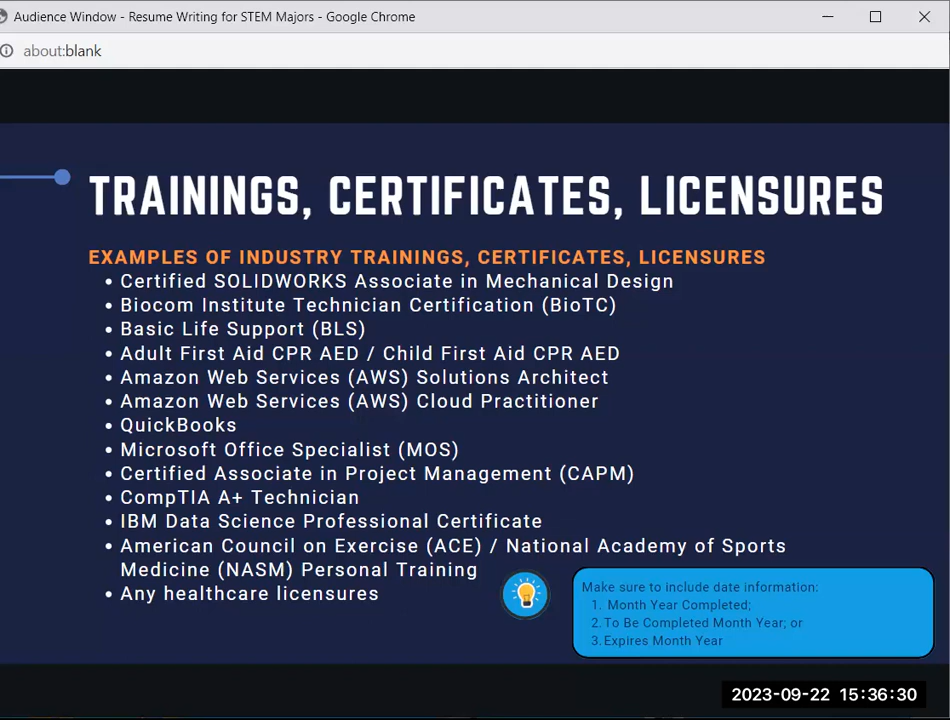 Audience Window - Resume Writing for STEM Majors - Google Chrome
about:blank
TRAININGS, CERTIFICATES, LICENSURES
EXAMPLES OF INDUSTRY TRAININGS, CERTIFICATES, LICENSURES
• Certified SOLIDWORKS Associate in Mechanical Design
• Biocom Institute Technician Certification (BioTC)
• Basic Life Support (BLS)
• Adult First Aid CPR AED / Child First Aid CPR AED
• Amazon Web Services (AWS) Solutions Architect
• Amazon Web Services (AWS) Cloud Practitioner
• QuickBooks
• Microsoft Office Specialist (MOS)
• Certified Associate in Project Management (CAPM)
• CompTIA A+ Technician
• IBM Data Science Professional Certificate
• American Council on Exercise (ACE) / National Academy of Sports
Medicine (NASM) Personal Training
• Any healthcare licensures
Make sure to include date information:
1. Month Year Completed;
2. To Be Completed Month Year; or
3. Expires Month Year
2023-09-22 15:36:30